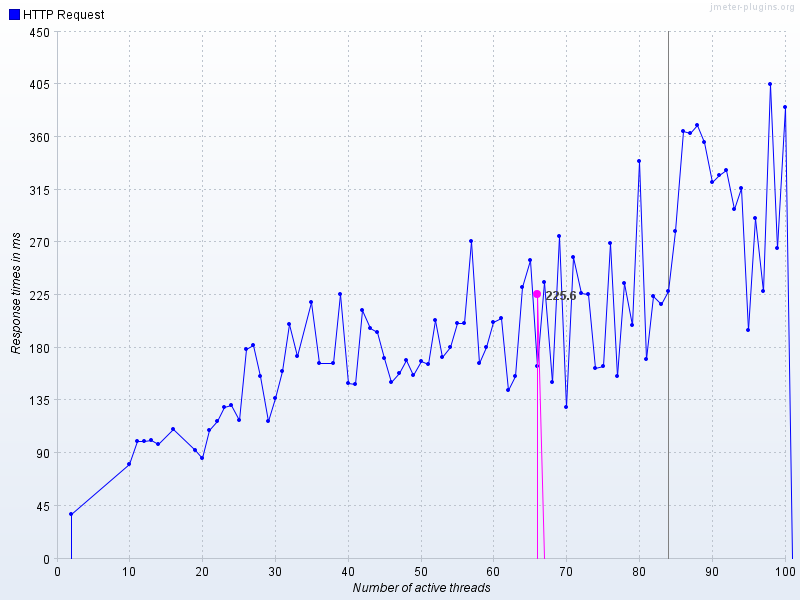 jmeter-plugins.org
HTTP Request
450
405
360
315
270
225
180
135
90
45
0
Response times in ms
225.6
0 10 20 30 40 50 60 70 80 90 100
Number of active threads